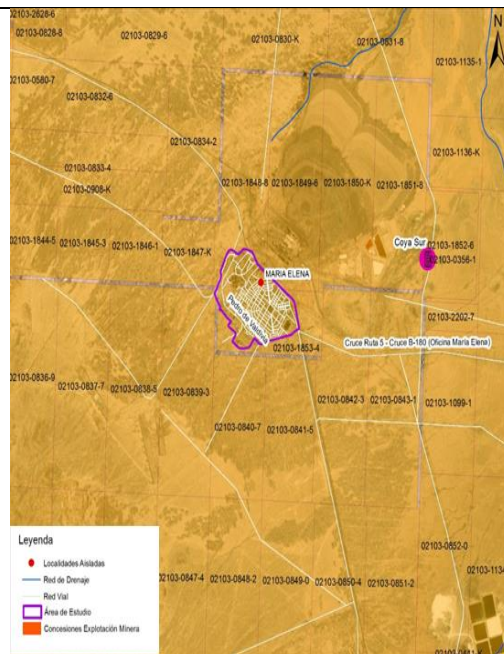 02103-2828-6
N
02103-0828-8
02103-0829-6
02103-0830-K
02103-0831-8
02103-1135-1
02103-0580-7
02103-0832-6
02103-0834-2
02103-1136-K
02103-0833-4
02103-0908-K
02103-1848-8
02103-1849-6
02103-1850-K
02103-1851-8
02103-1844-5
02103-1845-3
02103-1846-1
02103-1847-K
Coya Sur
02103-1852-6
02103-0356-1
MARIA ELENA
Pedro de Valdivia
02103-2202-7
Cruce Ruta 5 - Cruce B-180 (Oficina María Elena)
02103-1853-4
02103-0836-9
02103-0837-7
02103-0838-5
02103-0839-3
02103-0842-3
02103-0843-1
02103-1099-1
02103-0840-7
02103-0841-5
02103-0852-0
02103-0847-4
02103-0848-2
02103-0849-0
02103-0850-4
02103-0851-2
Leyenda
Localidades Aisladas
Red de Drenaje
Red Vial
Área de Estudio
Concesiones Explotación Minera